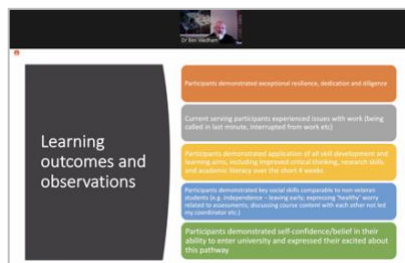 Dr Ben Wadham
Learning
outcomes and
observations
Participants demonstrated exceptional resilience, dedication and diligence
Current serving participants experienced issues with work (being
called in last minute, interrupted from work etc)
Participants demonstrated application of all skill development and
learning aims, including improved critical thinking, research skills
and academic literacy over the short 4 weeks
Participants demonstrated key social skills comparable to non veteran
students (e.g. independence – leaving early; expressing 'healthy' worry
related to assessments, discussing course content with each other not led
my coordinator etc.)
Participants demonstrated self-confidence/belief in their
ability to enter university and expressed their excited about
this pathway